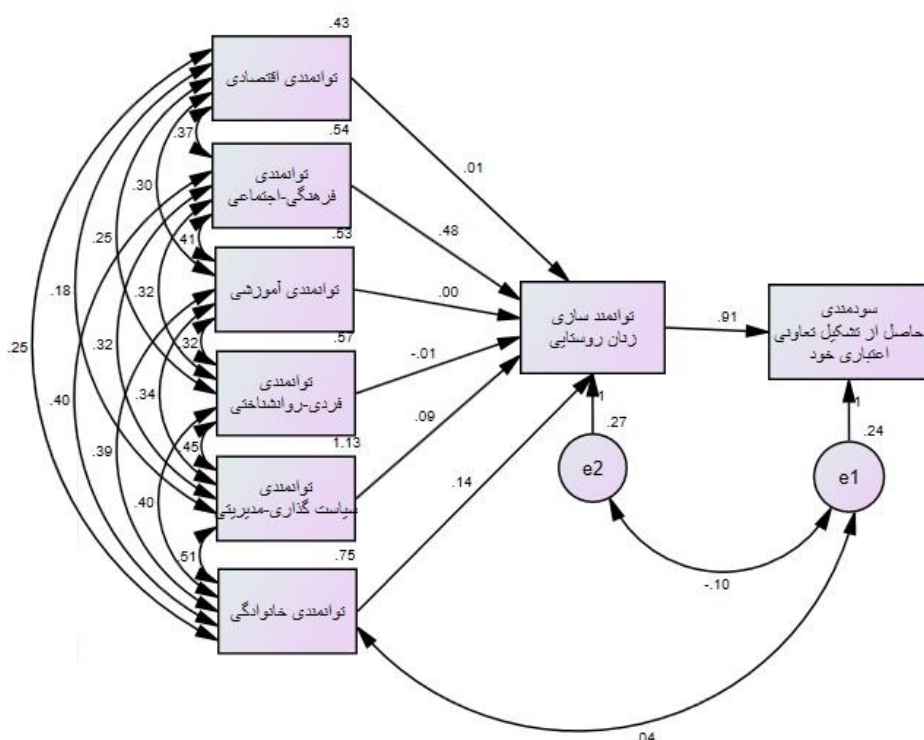 .43
توانمندی اقتصادی
.54
.37
توانمندی
فرهنگی-اجتماعی
.01
.30
.53
.41
.48
.25
توانمندی آموزشی
.00
.18
.32
.57
.32
توانمندی
فردی-روانشناختی
-.01
.25
.32
.34
1.13
.40
.45
توانمندی
سیاست گذاری-مدیریتی
.09
.39
.40
.75
.51
توانمندی خانوادگی
.14
توانمند سازی
زنان روستایی
.91
سودمندی
حاصل از تشکیل تعاونی
اعتباری خود
1
.27
e2
1
.24
e1
-.10
.04